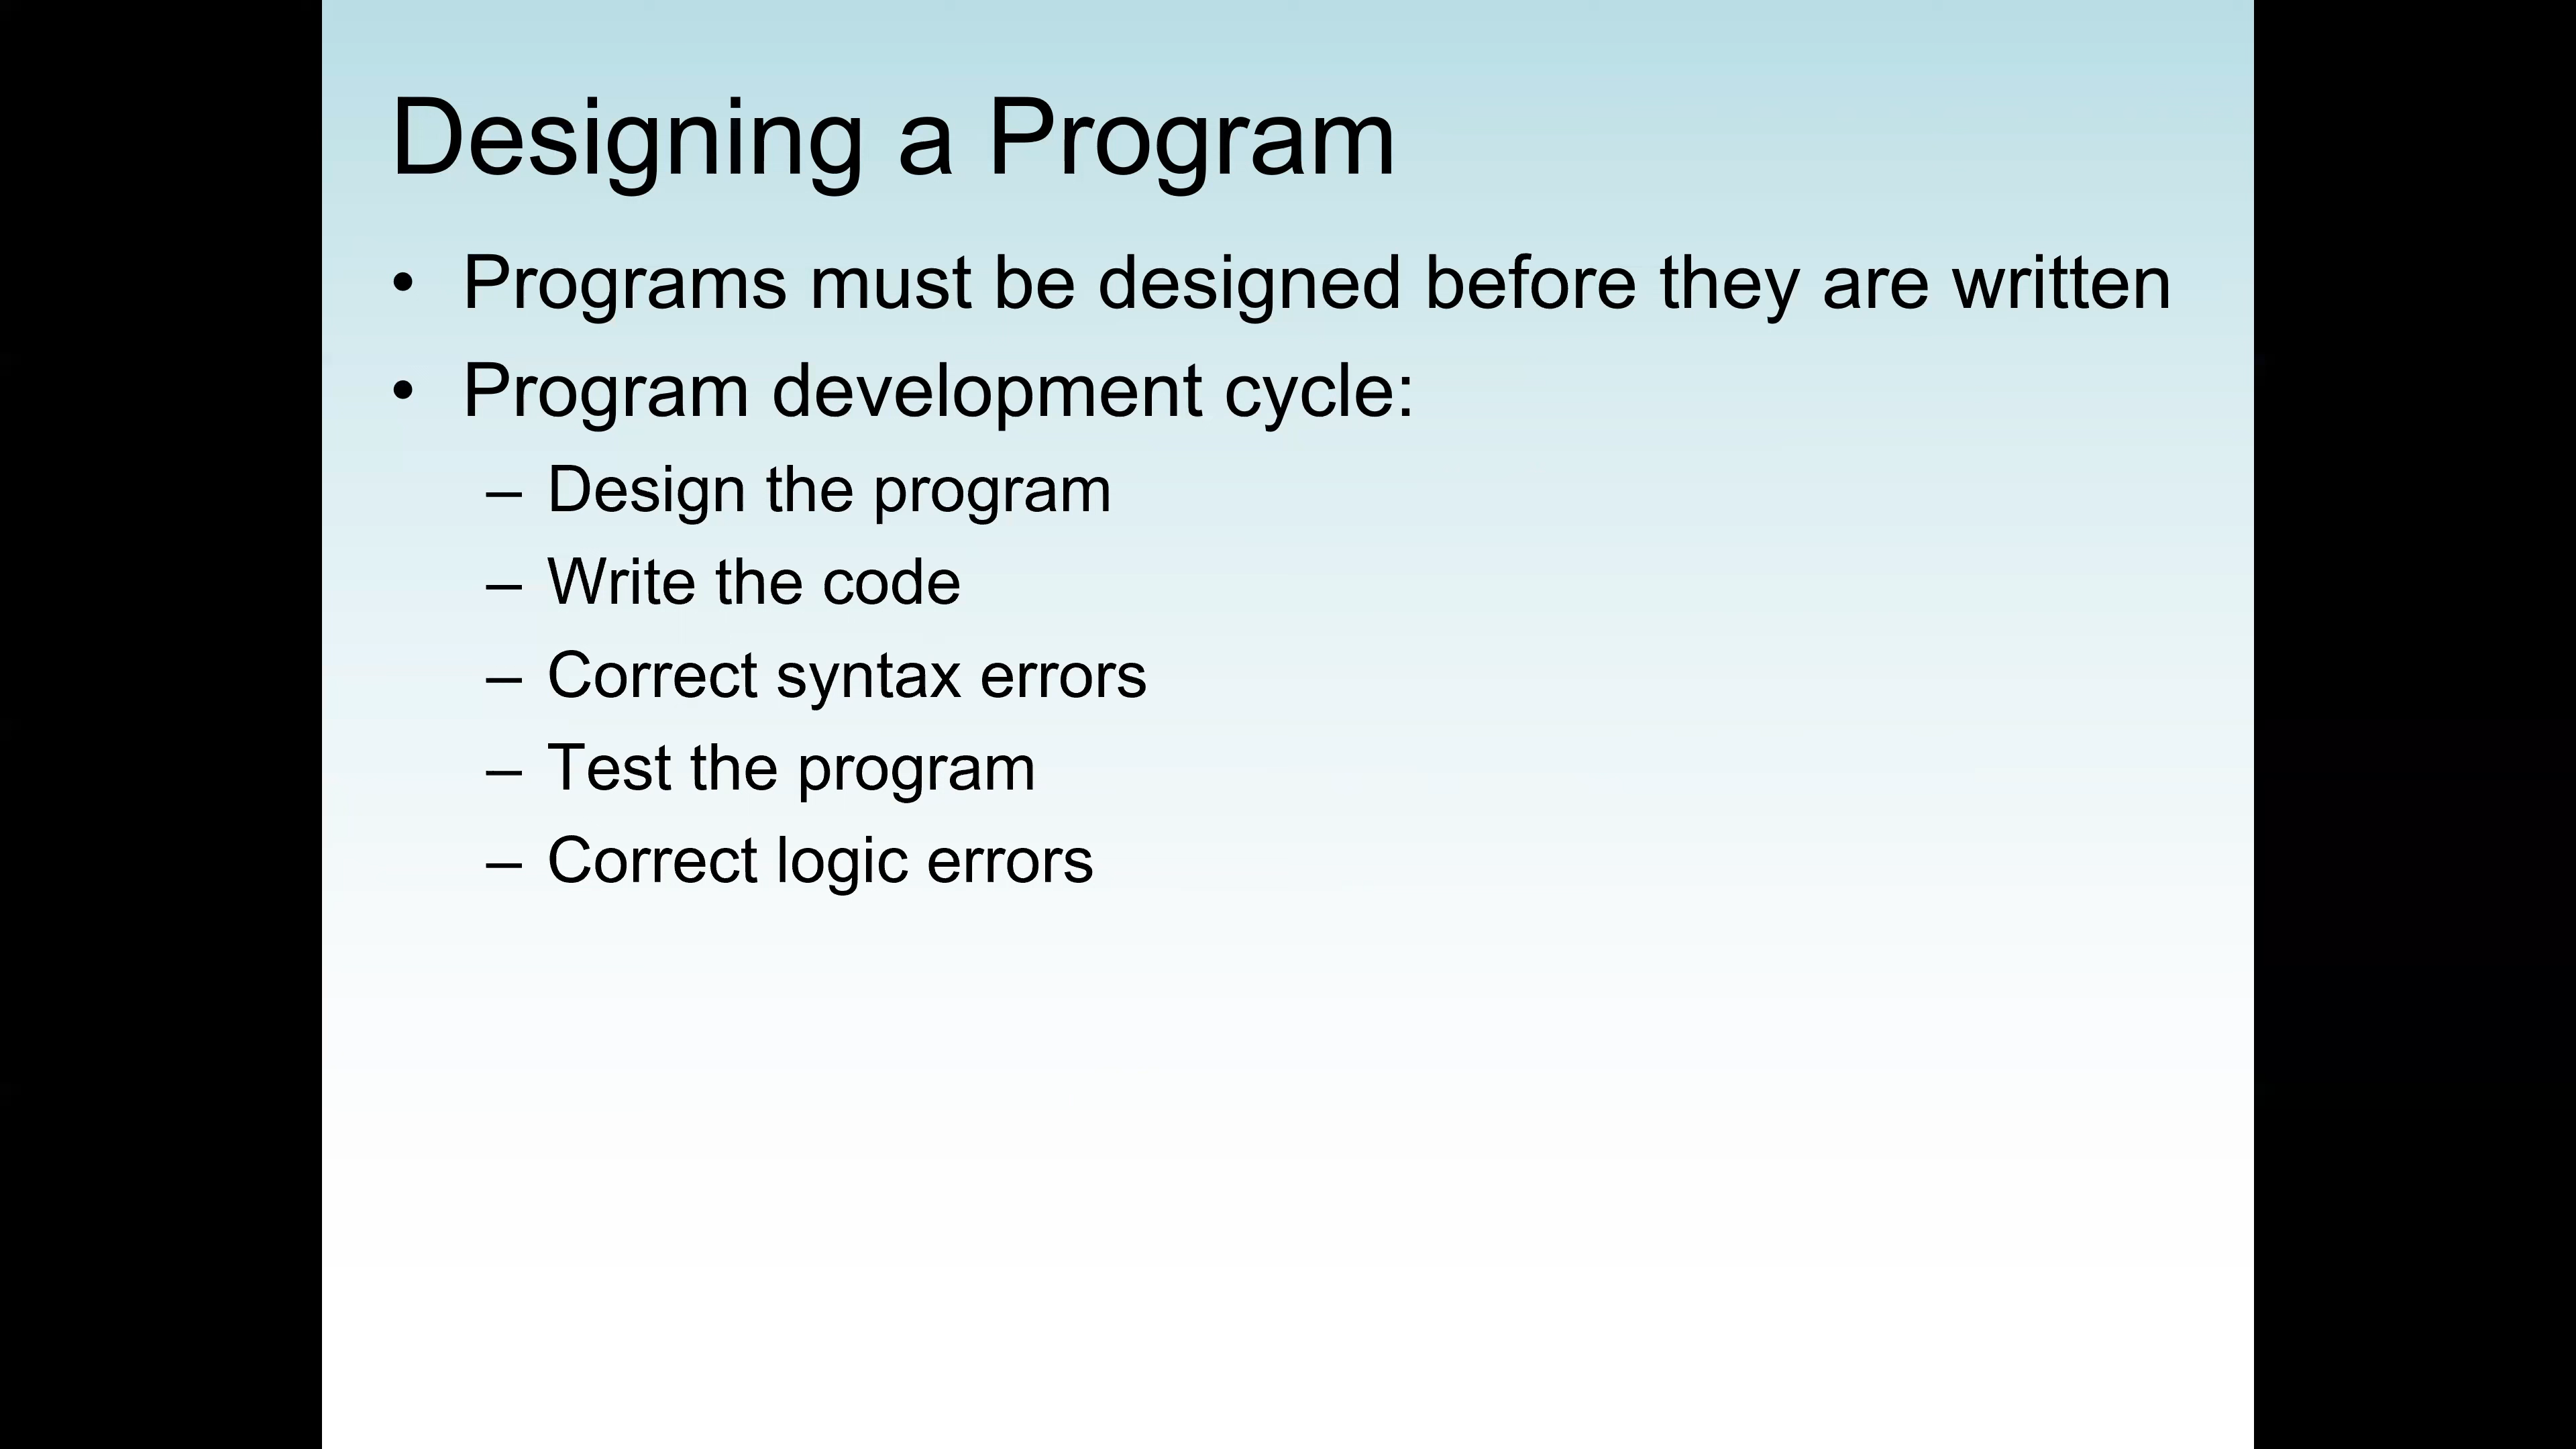 Designing a Program
• Programs must be designed before they are written
• Program development cycle:
– Design the program
– Write the code
– Correct syntax errors
– Test the program
– Correct logic errors